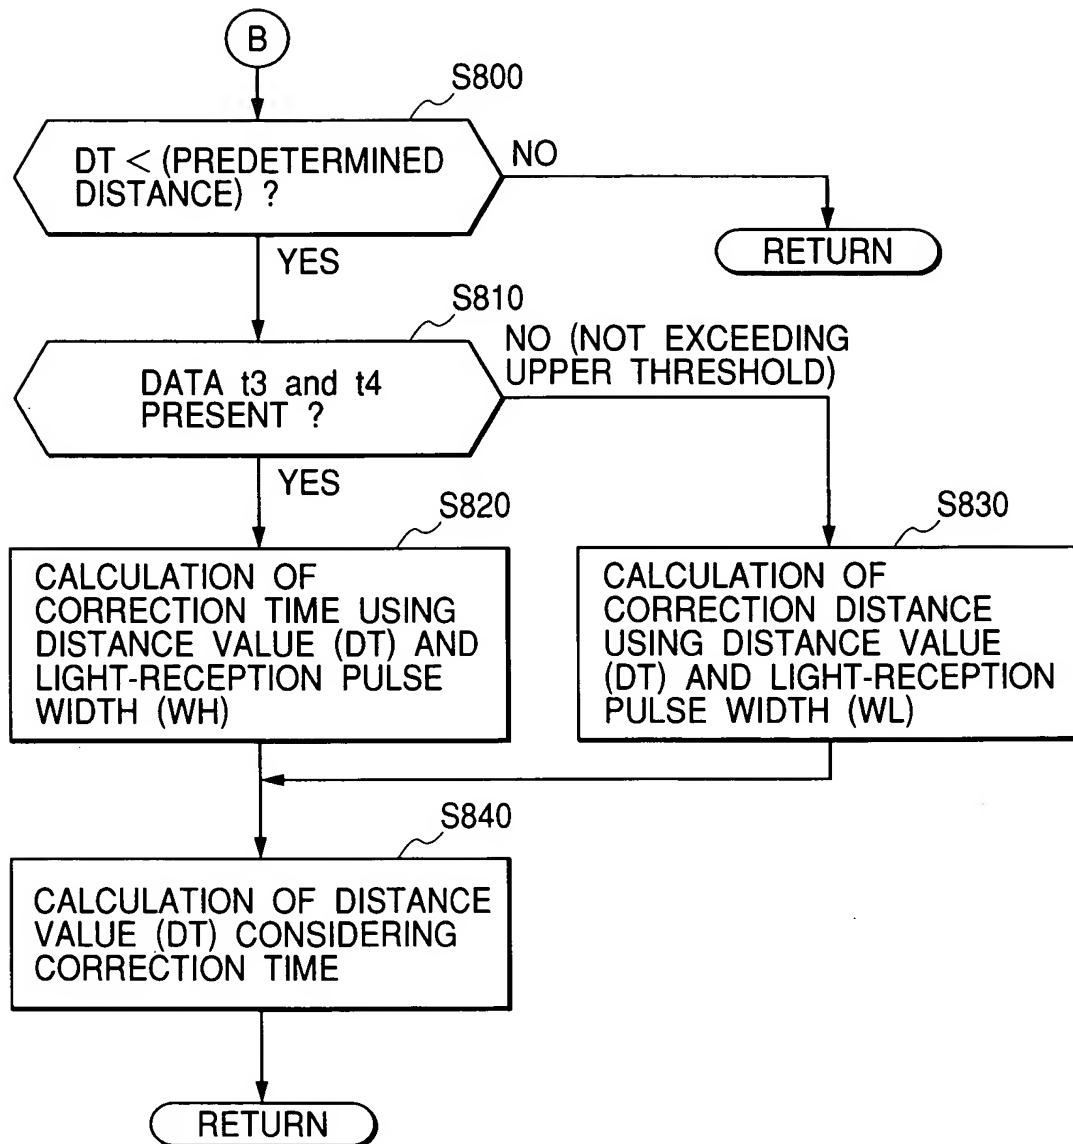 B
S800
DT < (PREDETERMINED
DISTANCE) ?
NO
RETURN
YES
S810
DATA t3 and t4
PRESENT ?
NO (NOT EXCEEDING
UPPER THRESHOLD)
YES
S820
CALCULATION OF
CORRECTION TIME USING
DISTANCE VALUE (DT) AND
LIGHT-RECEPTION PULSE
WIDTH (WH)
S830
CALCULATION OF
CORRECTION DISTANCE
USING DISTANCE VALUE
(DT) AND LIGHT-RECEPTION
PULSE WIDTH (WL)
S840
CALCULATION OF DISTANCE
VALUE (DT) CONSIDERING
CORRECTION TIME
RETURN